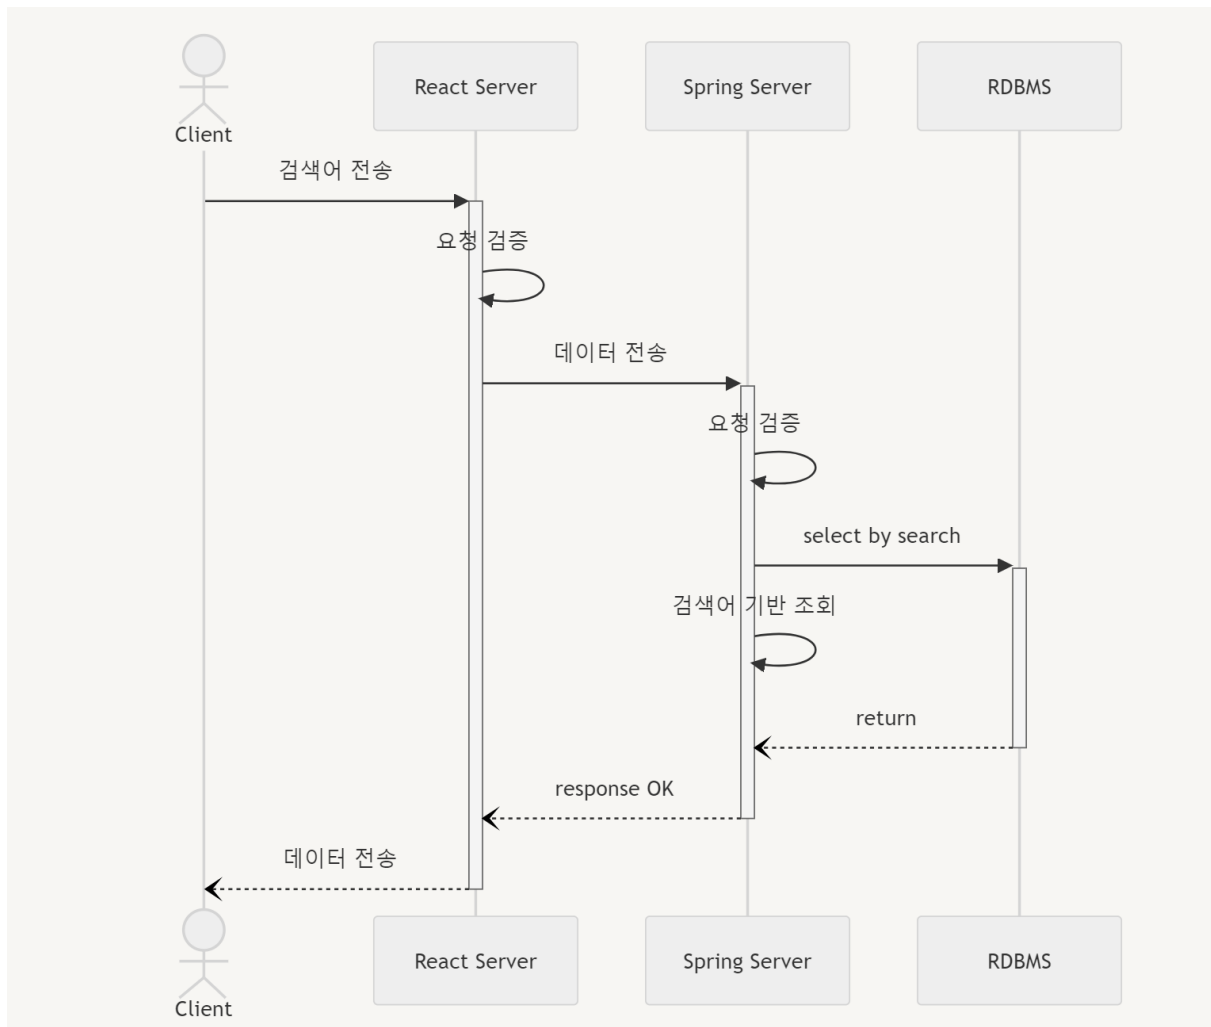 Client
React Server
Spring Server
RDBMS
검색어 전송
요청 검증
데이터 전송
요청 검증
select by search
검색어 기반 조회
return
response OK
데이터 전송
Client
React Server
Spring Server
RDBMS